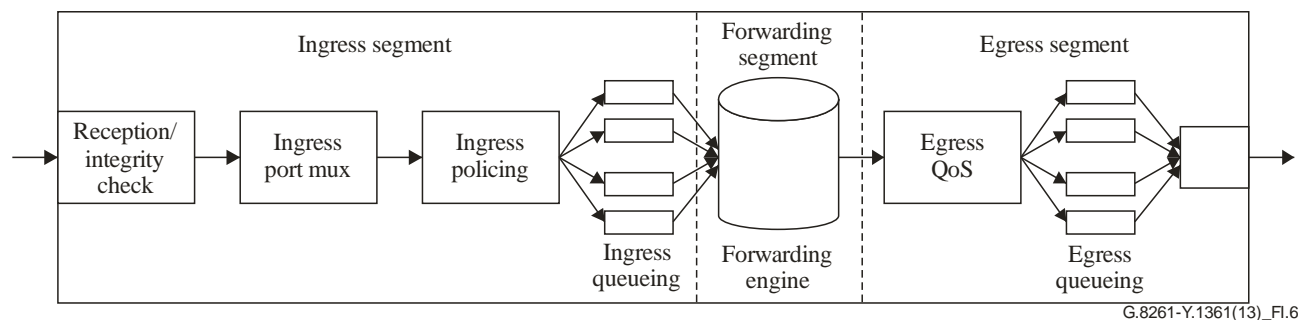 Ingress segment
Forwarding
segment
Egress segment
Reception/
integrity
check
Ingress
port mux
Ingress
policing
Ingress
queueing
Forwarding
engine
Egress
QoS
Egress
queueing
G.8261-Y.1361(13)_FI.6